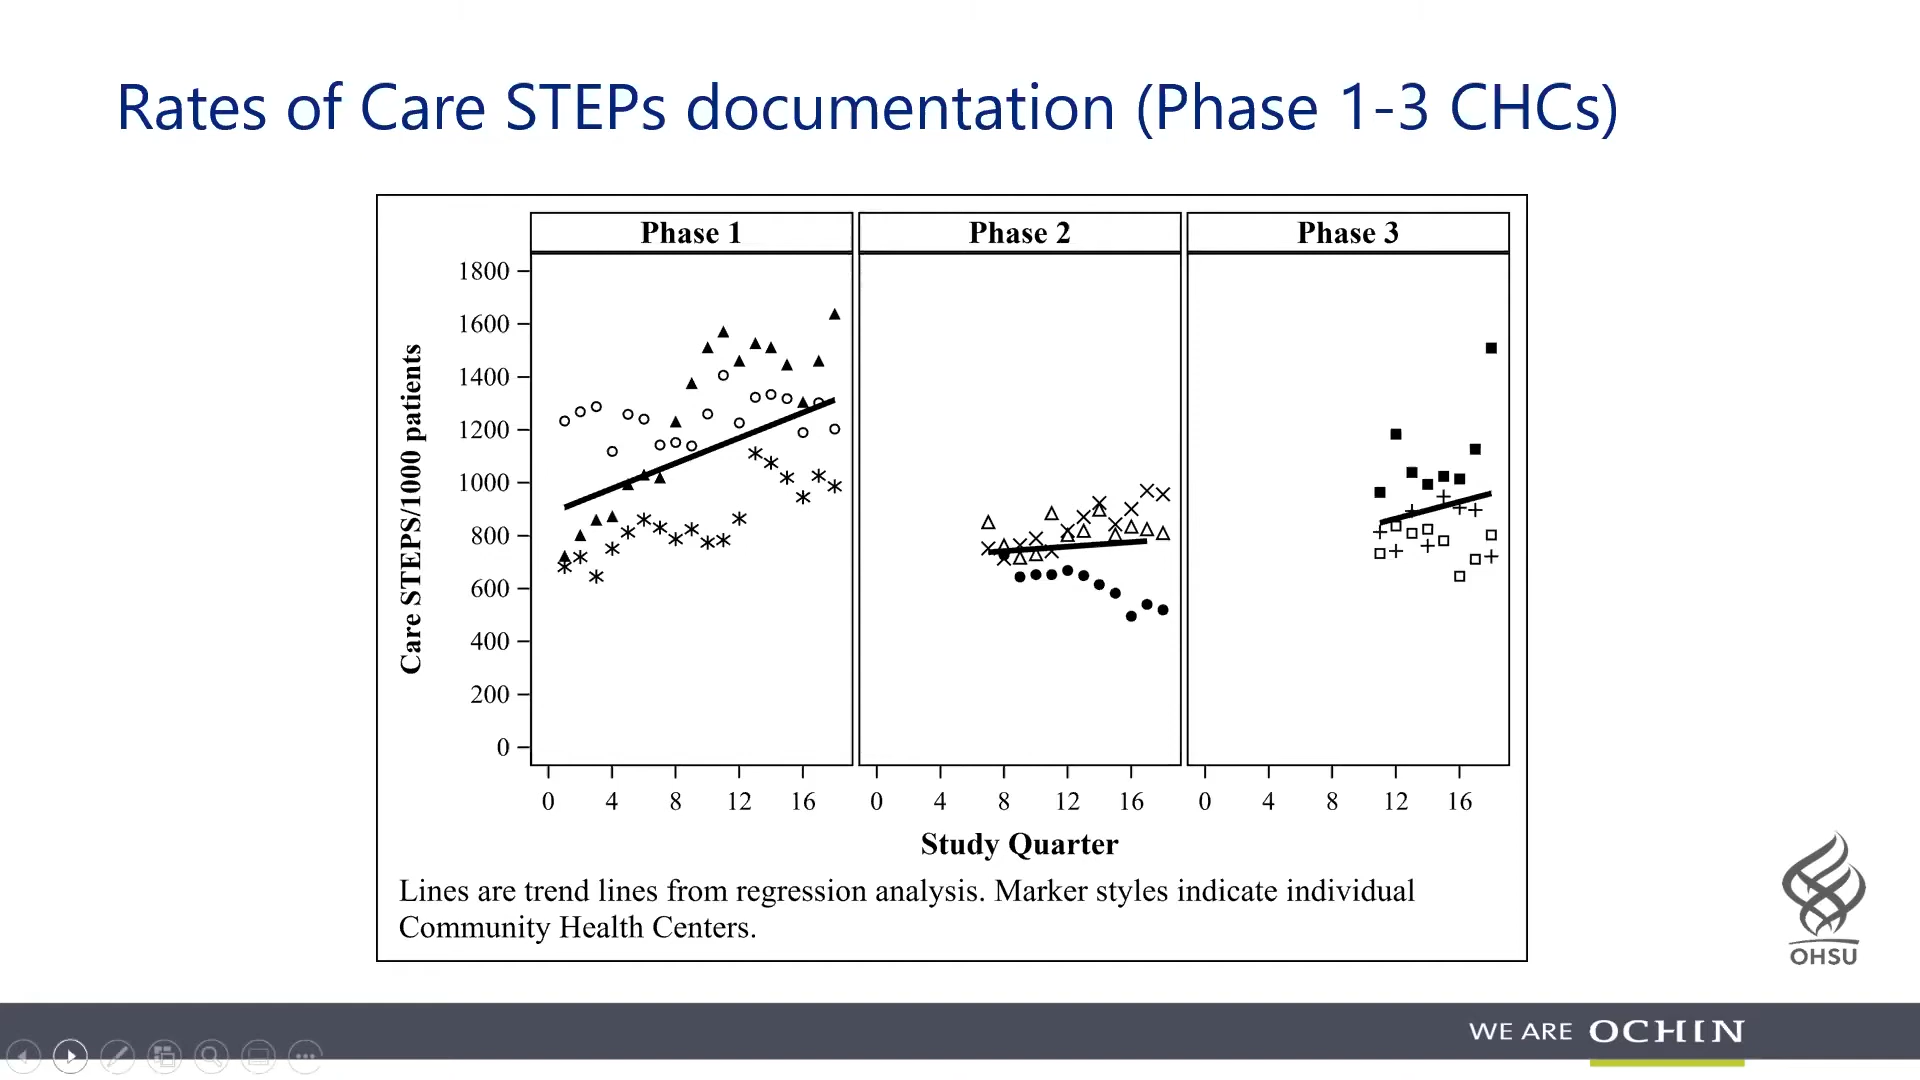 Rates of Care STEPs documentation (Phase 1-3 CHCs)
Phase 1
Phase 2
Phase 3
Care STEPS/1000 patients
1800
1600
1400
1200
1000
800
600
400
200
0
0 4 8 12 16
0 4 8 12 16
0 4 8 12 16
Study Quarter
Lines are trend lines from regression analysis. Marker styles indicate individual
Community Health Centers.
OHSU
WE ARE OCHIN